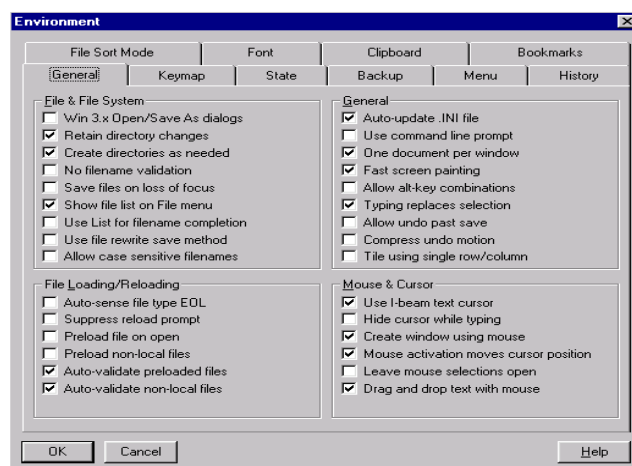 Environment
File Sort Mode Font Clipboard Bookmarks
General Keymap State Backup Menu History
File & File System
Win 3.x Open/Save As dialogs
Retain directory changes
Create directories as needed
No filename validation
Save files on loss of focus
Show file list on File menu
Use List for filename completion
Use file rewrite save method
Allow case sensitive filenames
General
Auto-update .INI file
Use command line prompt
One document per window
Fast screen painting
Allow alt-key combinations
Typing replaces selection
Allow undo past save
Compress undo motion
Tile using single row/column
File Loading/Reloading
Auto-sense file type EOL
Suppress reload prompt
Preload file on open
Preload non-local files
Auto-validate preloaded files
Auto-validate non-local files
Mouse & Cursor
Use I-beam text cursor
Hide cursor while typing
Create window using mouse
Mouse activation moves cursor position
Leave mouse selections open
Drag and drop text with mouse
OK Cancel Help